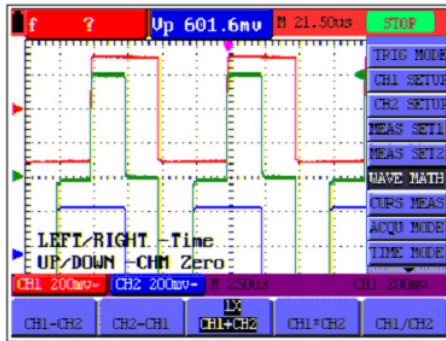 f ? Vp 601.6mv M 21.50us STOP
TRIG MODE
CH1 SETUP
CH2 SETUP
MEAS SET1
MEAS SET2
WAVE MATH
CURS MEAS
ACQU MODE
TIME MODE
LEFT/RIGHT -Time
UP/DOWN -CHM Zero
CH1 200mv~ CH2 200mv- M 250us CH1 200mv
1X
CH1-CH2 CH2-CH1 CH1+CH2 CH1*CH2 CH1/CH2